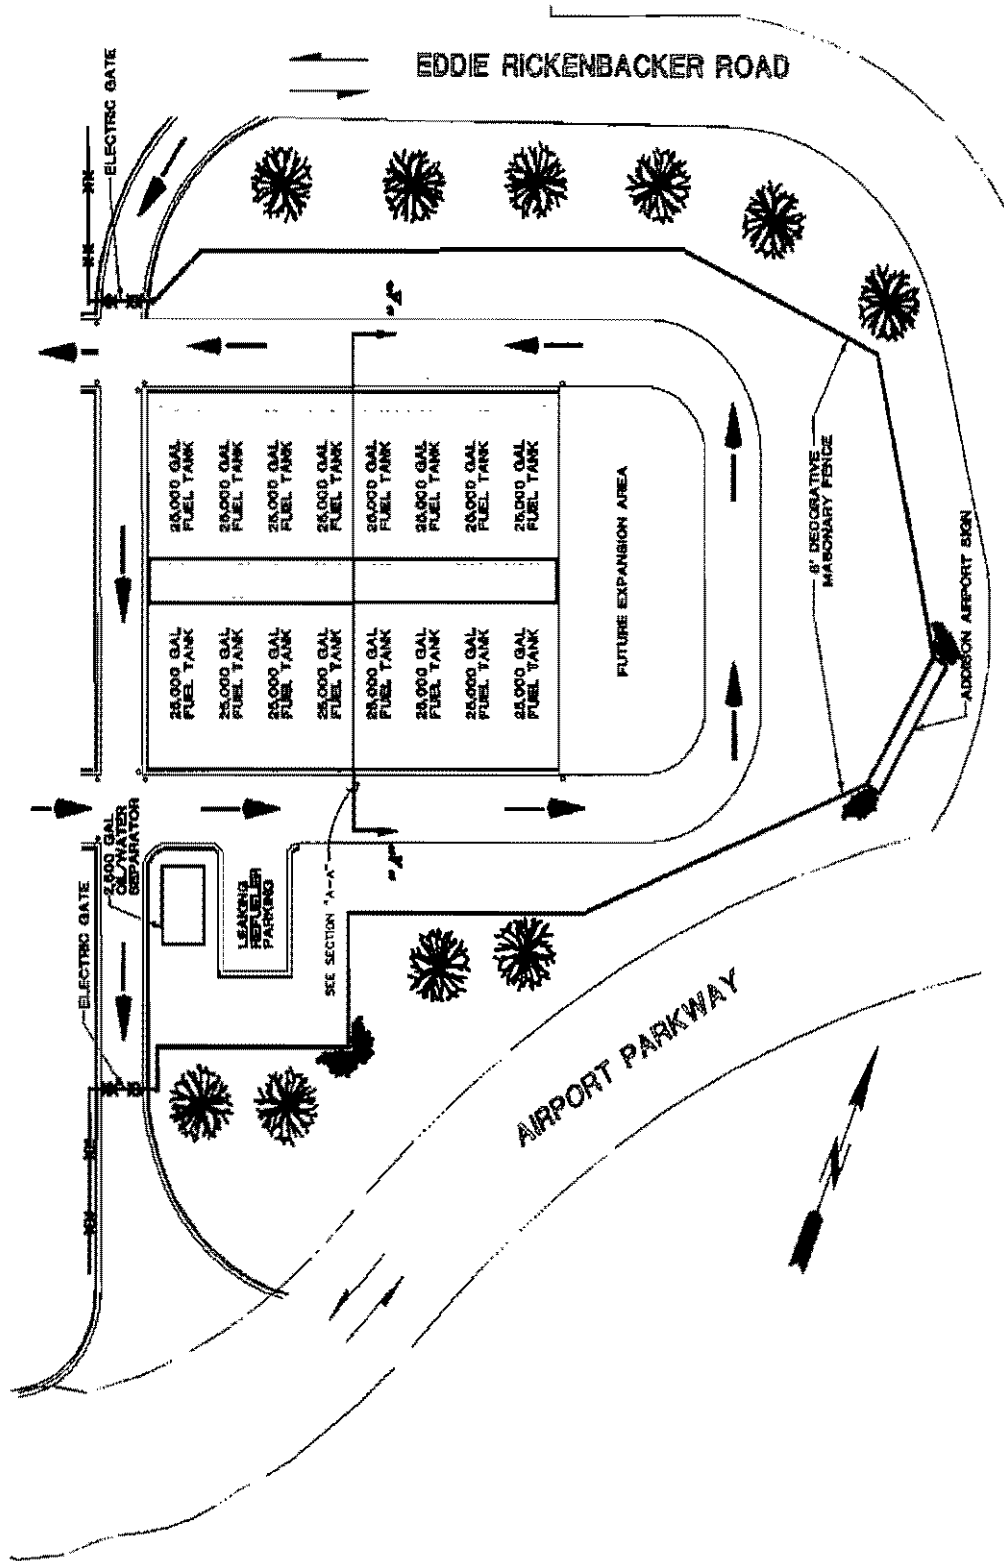 EDDIE RICKENBACKER ROAD
ELECTRIC GATE
"A"
25,000 GAL
FUEL TANK
25,000 GAL
FUEL TANK
25,000 GAL
FUEL TANK
25,000 GAL
FUEL TANK
25,000 GAL
FUEL TANK
25,000 GAL
FUEL TANK
25,000 GAL
FUEL TANK
25,000 GAL
FUEL TANK
25,000 GAL
FUEL TANK
25,000 GAL
FUEL TANK
25,000 GAL
FUEL TANK
25,000 GAL
FUEL TANK
25,000 GAL
FUEL TANK
25,000 GAL
FUEL TANK
25,000 GAL
FUEL TANK
25,000 GAL
FUEL TANK
FUTURE EXPANSION AREA
DECORATIVE
MASONARY FENCE
ADDISON AIRPORT SIGN
2,500 GAL
OIL/WATER
SEPARATOR
ELECTRIC GATE
LEAKING
REFUELER
PARKING
SEE SECTION "A-A"
"A"
AIRPORT PARKWAY